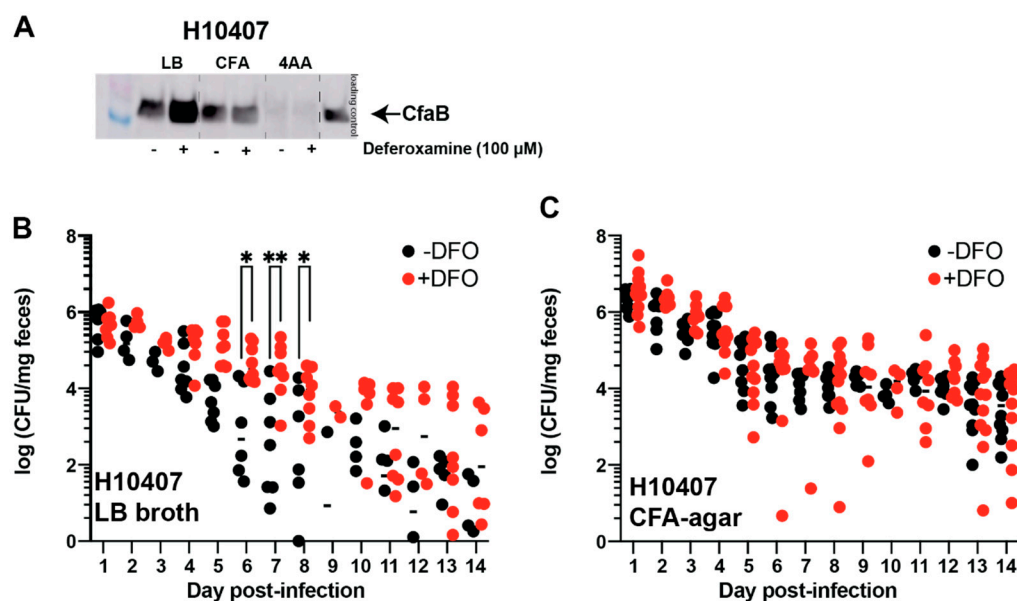 A
H10407
LB CFA 4AA
loading control
CfaB
- + - + - + Deferoxamine (100 µM)
B
C
8
6
4
2
0
log (CFU/mg feces)
* ** *
-DFO
+DFO
H10407
LB broth
1 2 3 4 5 6 7 8 9 10 11 12 13 14
Day post-infection
8
6
4
2
0
log (CFU/mg feces)
-DFO
+DFO
H10407
CFA-agar
1 2 3 4 5 6 7 8 9 10 11 12 13 14
Day post-infection